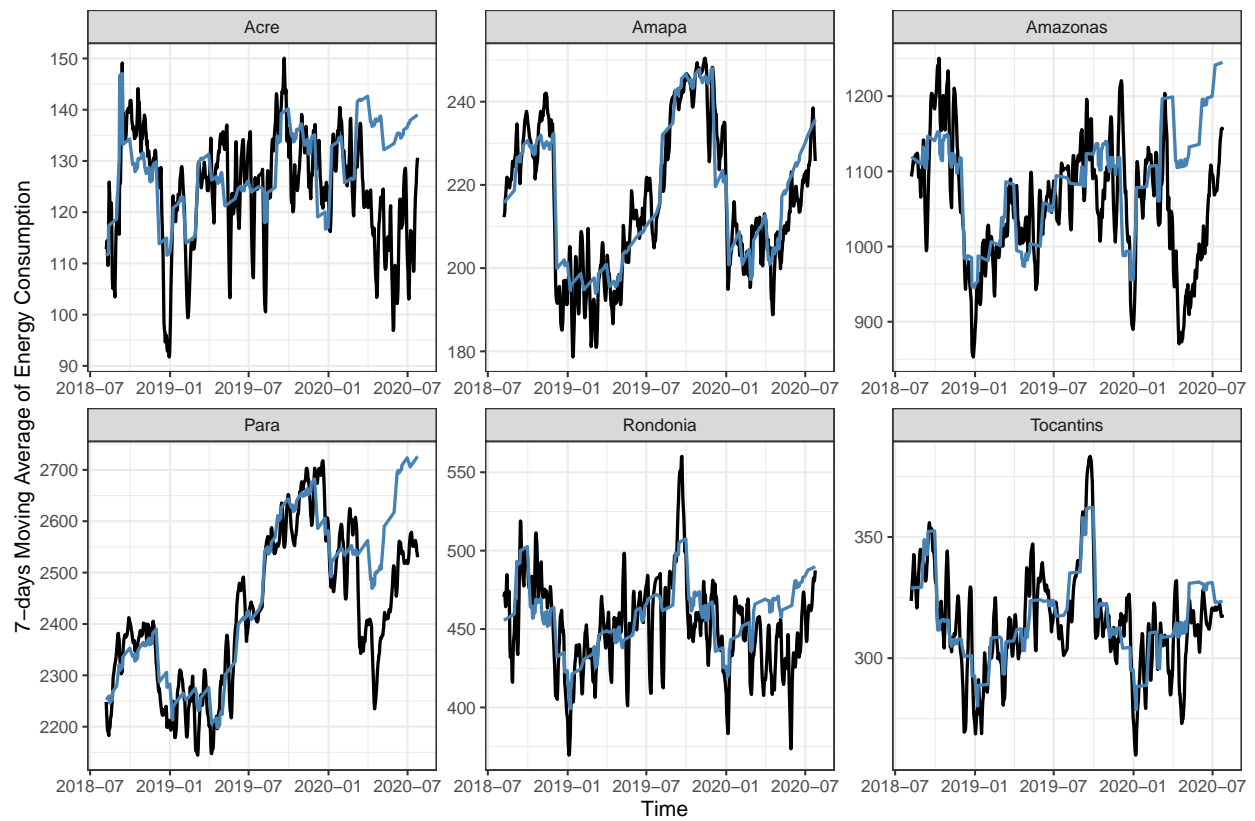 Acre
Amapa
Amazonas
150
140
130
120
110
100
90
240
220
200
180
1200
1100
1000
900
2018−07 2019−01 2019−07 2020−01 2020−07
2018−07 2019−01 2019−07 2020−01 2020−07
2018−07 2019−01 2019−07 2020−01 2020−07
7−days Moving Average of Energy Consumption
Para
Rondonia
Tocantins
2700
2600
2500
2400
2300
2200
550
500
450
400
350
300
2018−07 2019−01 2019−07 2020−01 2020−07
2018−07 2019−01 2019−07 2020−01 2020−07
2018−07 2019−01 2019−07 2020−01 2020−07
Time